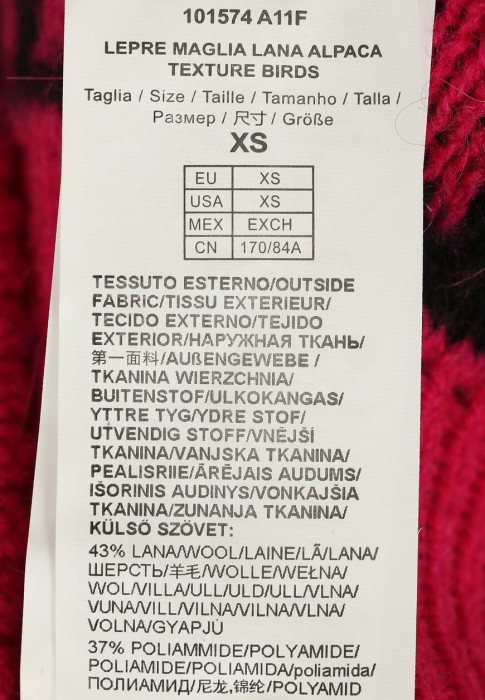 101574 A11F
LEPRE MAGLIA LANA ALPACA
TEXTURE BIRDS
Taglia / Size / Taille / Tamanho / Talla /
Размер / 尺寸 / Größe
XS
EU XS
USA XS
MEX EXCH
CN 170/84A
TESSUTO ESTERNO/OUTSIDE
FABRIC/TISSU EXTERIEUR/
TECIDO EXTERNO/TEJIDO
EXTERIOR/НАРУЖНАЯ ТКАНЬ/
第一面料/AUßENGEWEBE /
TKANINA WIERZCHNIA/
BUITENSTOF/ULKOKANGAS/
YTTRE TYG/YDRE STOF/
UTVENDIG STOFF/VNĚJŠÍ
TKANINA/VANJSKA TKANINA/
PEALISRIIE/ĀRĒJAIS AUDUMS/
IŠORINIS AUDINYS/VONKAJŠIA
TKANINA/ZUNANJA TKANINA/
KÜLSŐ SZÖVET:
43% LANA/WOOL/LAINE/LÃ/LANA/
ШЕРСТЬ/羊毛/WOLLE/WEŁNA/
WOL/VILLA/ULL/ULD/ULL/VLNA/
VUNA/VILL/VILNA/VILNA/VLNA/
VOLNA/GYAPJÚ
37% POLIAMMIDE/POLYAMIDE/
POLIAMIDE/POLIAMIDA/poliamida/
ПОЛИАМИД/尼龙,锦纶/POLYAMID